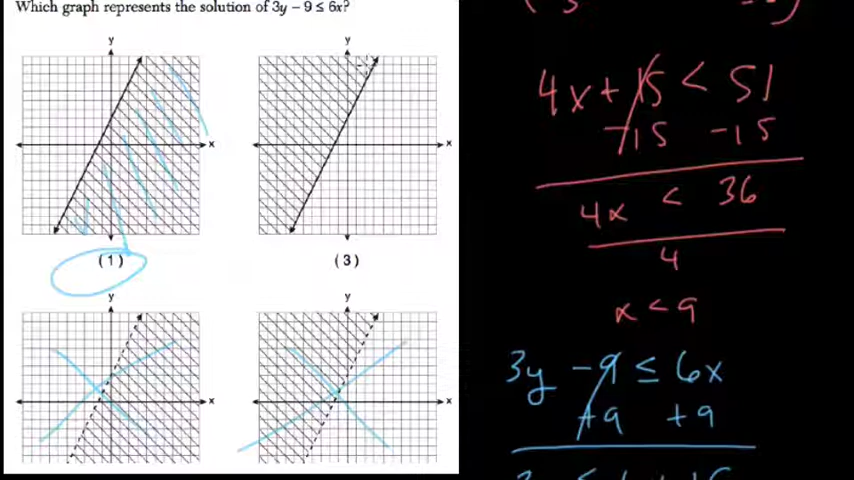 Which graph represents the solution of 3y − 9 ≤ 6x?
y
x
(1)
y
x
(3)
y
x
y
x
4x + 15 < 51
-15 -15
4x < 36
4
x < 9
3y - 9 ≤ 6x
+9 +9